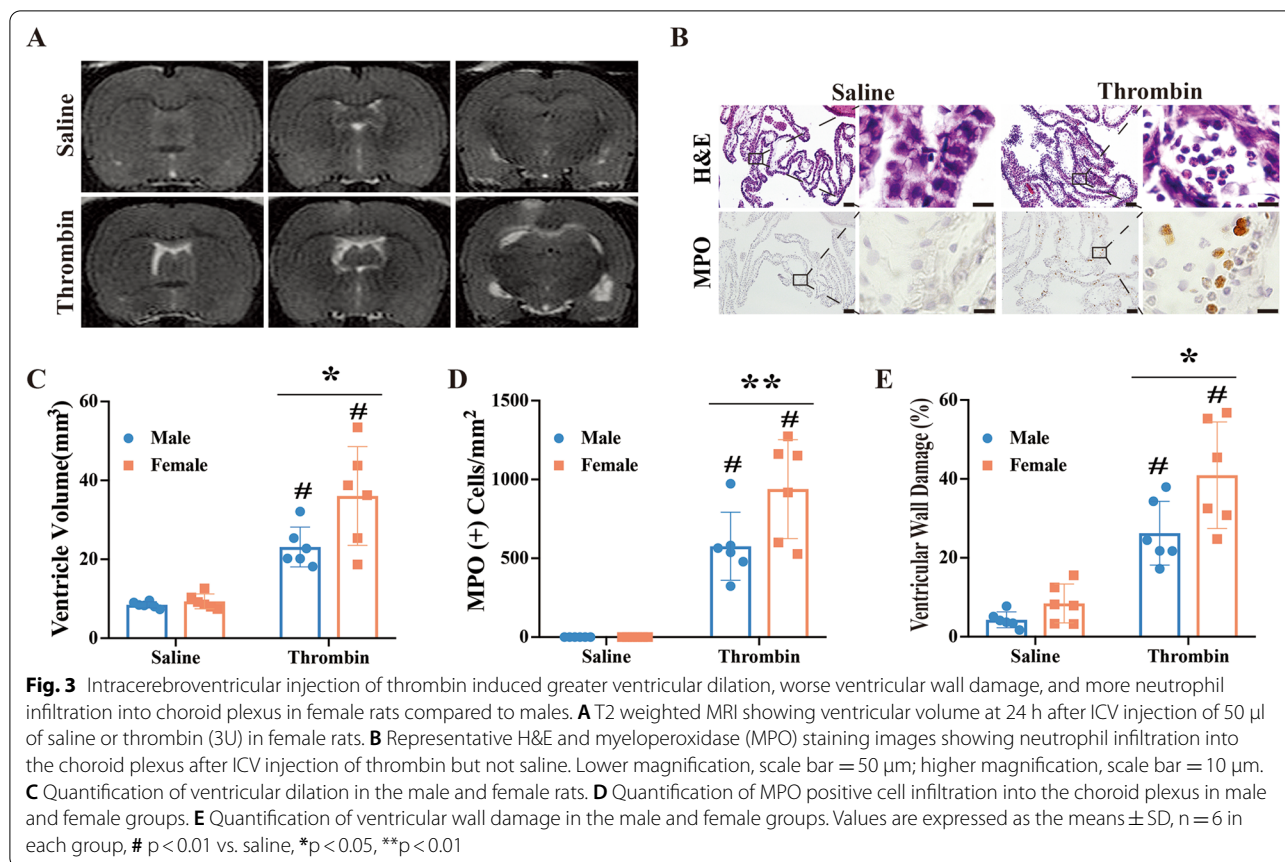 A
Saline
Thrombin
B
Saline Thrombin
H&E
MPO
C
Ventricle Volume(mm³)
60
40
20
0
Male
Female
#
#
*
Saline Thrombin
D
MPO (+) Cells/mm²
1500
1000
500
0
Male
Female
#
#
**
Saline Thrombin
E
Ventricular Wall Damage (%)
60
40
20
0
Male
Female
#
#
*
Saline Thrombin
Fig. 3 Intracerebroventricular injection of thrombin induced greater ventricular dilation, worse ventricular wall damage, and more neutrophil
infiltration into choroid plexus in female rats compared to males. A T2 weighted MRI showing ventricular volume at 24 h after ICV injection of 50 µl
of saline or thrombin (3U) in female rats. B Representative H&E and myeloperoxidase (MPO) staining images showing neutrophil infiltration into
the choroid plexus after ICV injection of thrombin but not saline. Lower magnification, scale bar = 50 µm; higher magnification, scale bar = 10 µm.
C Quantification of ventricular dilation in the male and female rats. D Quantification of MPO positive cell infiltration into the choroid plexus in male
and female groups. E Quantification of ventricular wall damage in the male and female groups. Values are expressed as the means ± SD, n = 6 in
each group, # p < 0.01 vs. saline, *p < 0.05, **p < 0.01